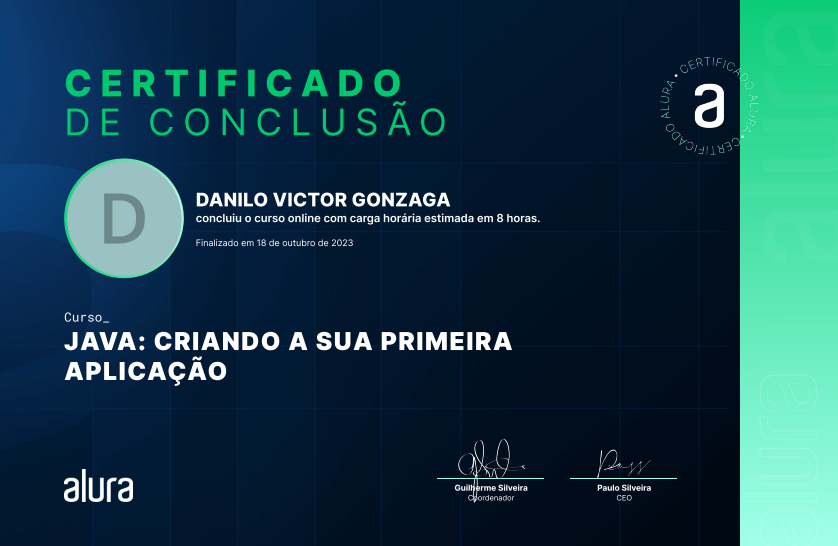 CERTIFICADO
DE CONCLUSÃO
CERTIFICADO ALURA • CERTIFICADO ALURA •
a
D
DANILO VICTOR GONZAGA
concluiu o curso online com carga horária estimada em 8 horas.
Finalizado em 18 de outubro de 2023
Curso_
JAVA: CRIANDO A SUA PRIMEIRA
APLICAÇÃO
alura
Guilherme Silveira
Coordenador
Paulo Silveira
CEO
alura
alura